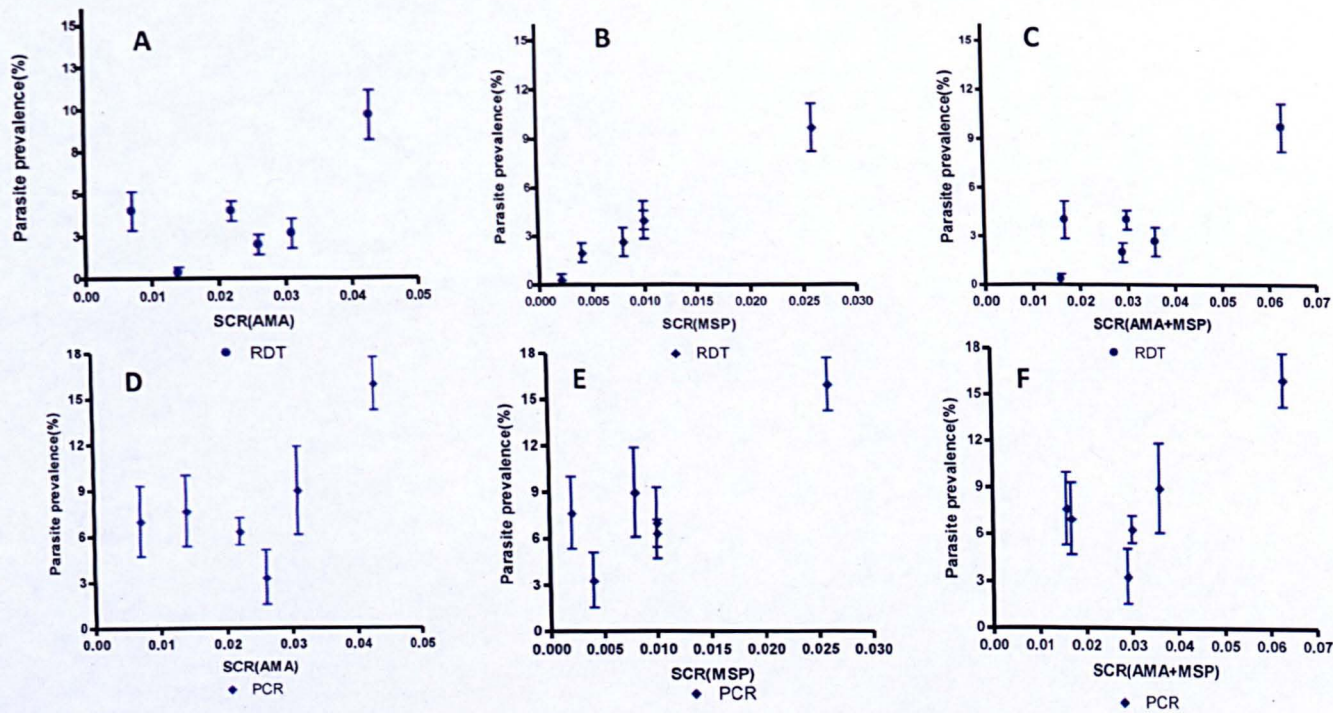 A
Parasite prevalence(%)
15
13
10
8
5
3
0
0.00 0.01 0.02 0.03 0.04 0.05
SCR(AMA)
RDT
B
Parasite prevalence(%)
15
12
9
6
3
0
0.000 0.005 0.010 0.015 0.020 0.025 0.030
SCR(MSP)
RDT
C
Parasite prevalence(%)
15
12
9
6
3
0
0.00 0.01 0.02 0.03 0.04 0.05 0.06 0.07
SCR(AMA+MSP)
RDT
D
Parasite prevalence(%)
18
15
12
9
6
3
0
0.00 0.01 0.02 0.03 0.04 0.05
SCR(AMA)
PCR
E
Parasite prevalence(%)
18
15
12
9
6
3
0
0.000 0.005 0.010 0.015 0.020 0.025 0.030
SCR(MSP)
PCR
F
Parasite prevalence(%)
18
15
12
9
6
3
0
0.00 0.01 0.02 0.03 0.04 0.05 0.06 0.07
SCR(AMA+MSP)
PCR